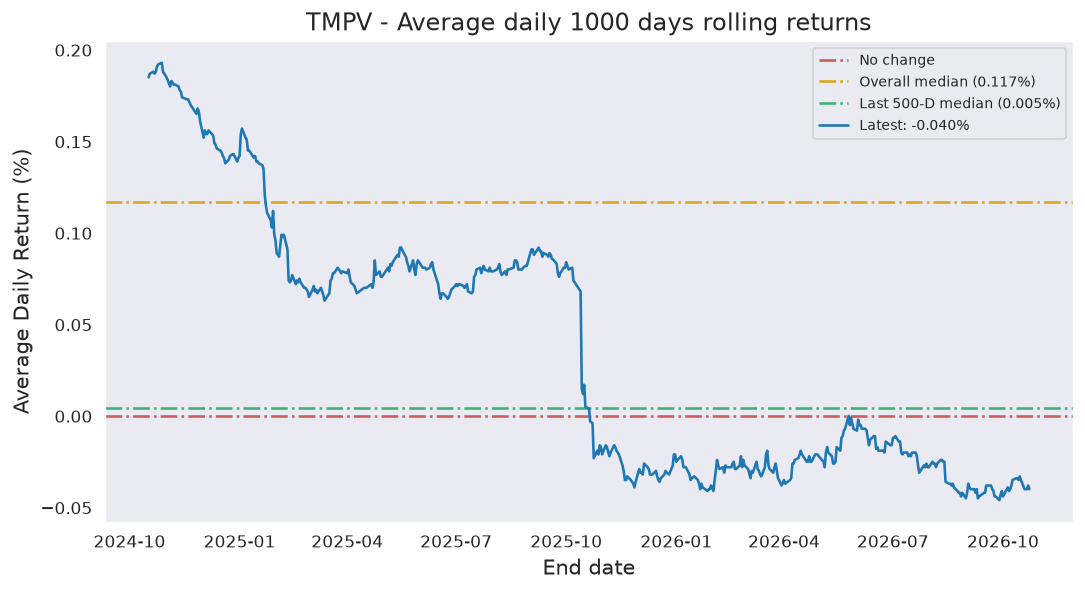 TMPV - Average daily 1000 days rolling returns
No change
Overall median (0.117%)
Last 500-D median (0.005%)
Latest: -0.040%
Average Daily Return (%)
0.20
0.15
0.10
0.05
0.00
−0.05
2024-10
2025-01
2025-04
2025-07
2025-10
2026-01
2026-04
2026-07
2026-10
End date